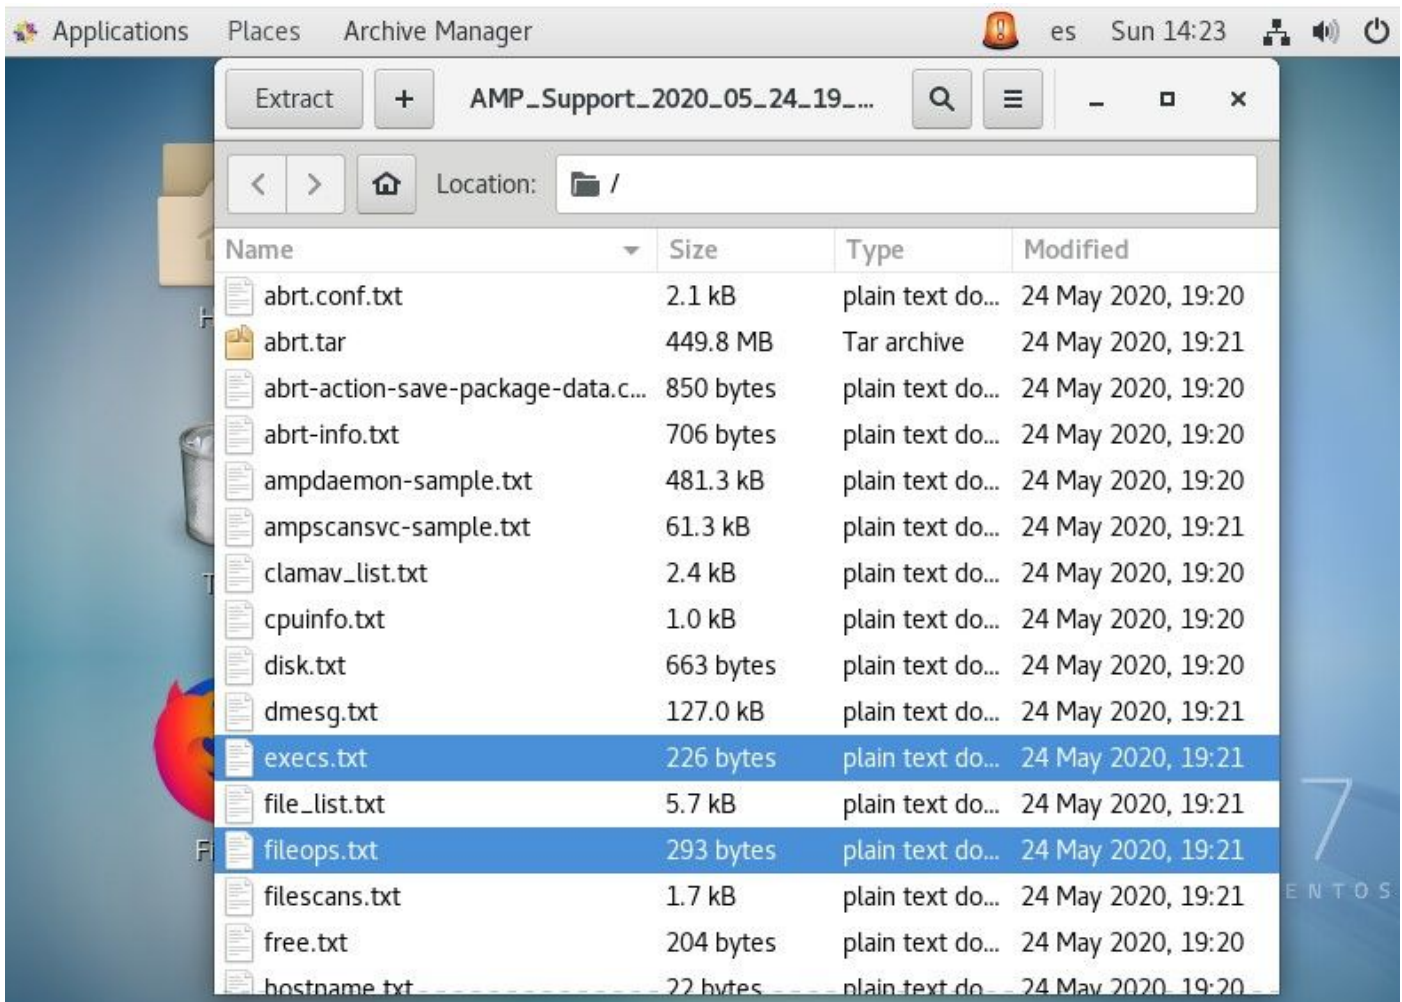 Applications Places Archive Manager es Sun 14:23
Extract + AMP_Support_2020_05_24_19_...
Location: /
Name Size Type Modified
abrt.conf.txt 2.1 kB plain text do... 24 May 2020, 19:20
abrt.tar 449.8 MB Tar archive 24 May 2020, 19:21
abrt-action-save-package-data.c... 850 bytes plain text do... 24 May 2020, 19:20
abrt-info.txt 706 bytes plain text do... 24 May 2020, 19:20
ampdaemon-sample.txt 481.3 kB plain text do... 24 May 2020, 19:20
ampscansvc-sample.txt 61.3 kB plain text do... 24 May 2020, 19:21
clamav_list.txt 2.4 kB plain text do... 24 May 2020, 19:20
cpuinfo.txt 1.0 kB plain text do... 24 May 2020, 19:20
disk.txt 663 bytes plain text do... 24 May 2020, 19:20
dmesg.txt 127.0 kB plain text do... 24 May 2020, 19:21
execs.txt 226 bytes plain text do... 24 May 2020, 19:21
file_list.txt 5.7 kB plain text do... 24 May 2020, 19:21
fileops.txt 293 bytes plain text do... 24 May 2020, 19:21
filescans.txt 1.7 kB plain text do... 24 May 2020, 19:21
free.txt 204 bytes plain text do... 24 May 2020, 19:20
hostname.txt 22 bytes plain text do... 24 May 2020, 19:20
H
T
Fi
7
ENTOS